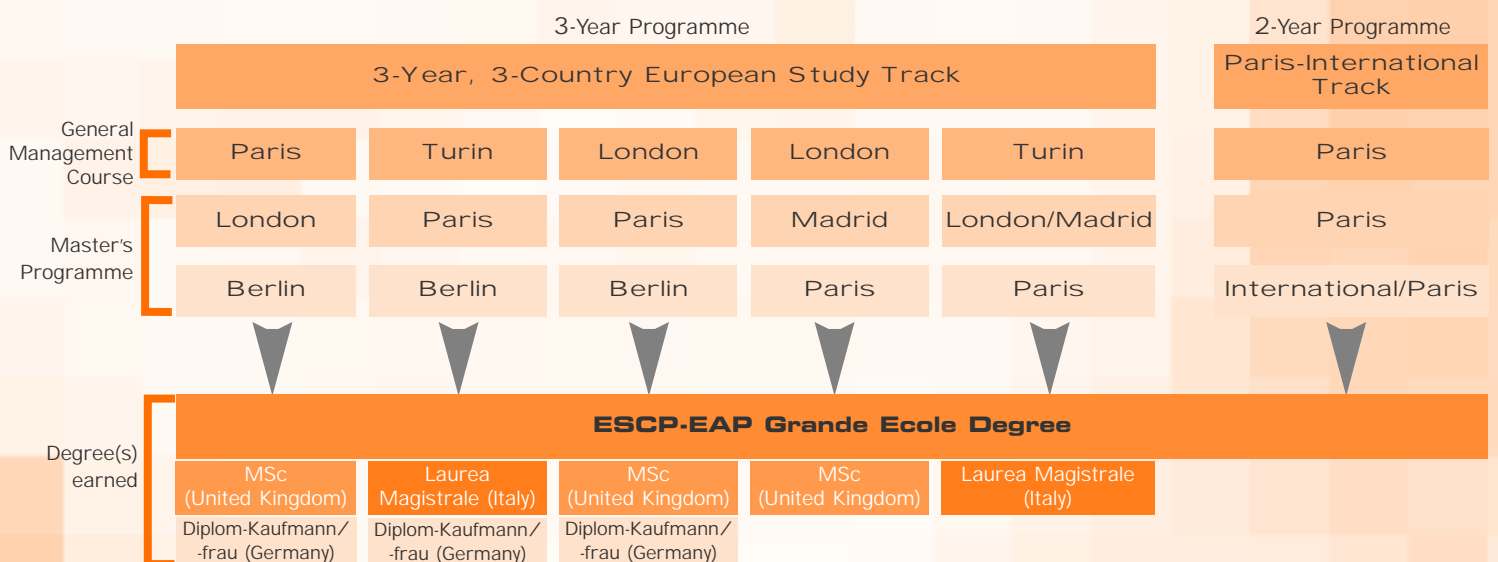 3-Year Programme
2-Year Programme
3-Year, 3-Country European Study Track
Paris-International
Track
General
Management
Course
Paris
Turin
London
London
Turin
Paris
Master's
Programme
London
Paris
Paris
Madrid
London/Madrid
Paris
Berlin
Berlin
Berlin
Paris
Paris
International/Paris
ESCP-EAP Grande Ecole Degree
Degree(s)
earned
MSc
(United Kingdom)
Laurea
Magistrale (Italy)
MSc
(United Kingdom)
MSc
(United Kingdom)
Laurea Magistrale
(Italy)
Diplom-Kaufmann/
-frau (Germany)
Diplom-Kaufmann/
-frau (Germany)
Diplom-Kaufmann/
-frau (Germany)